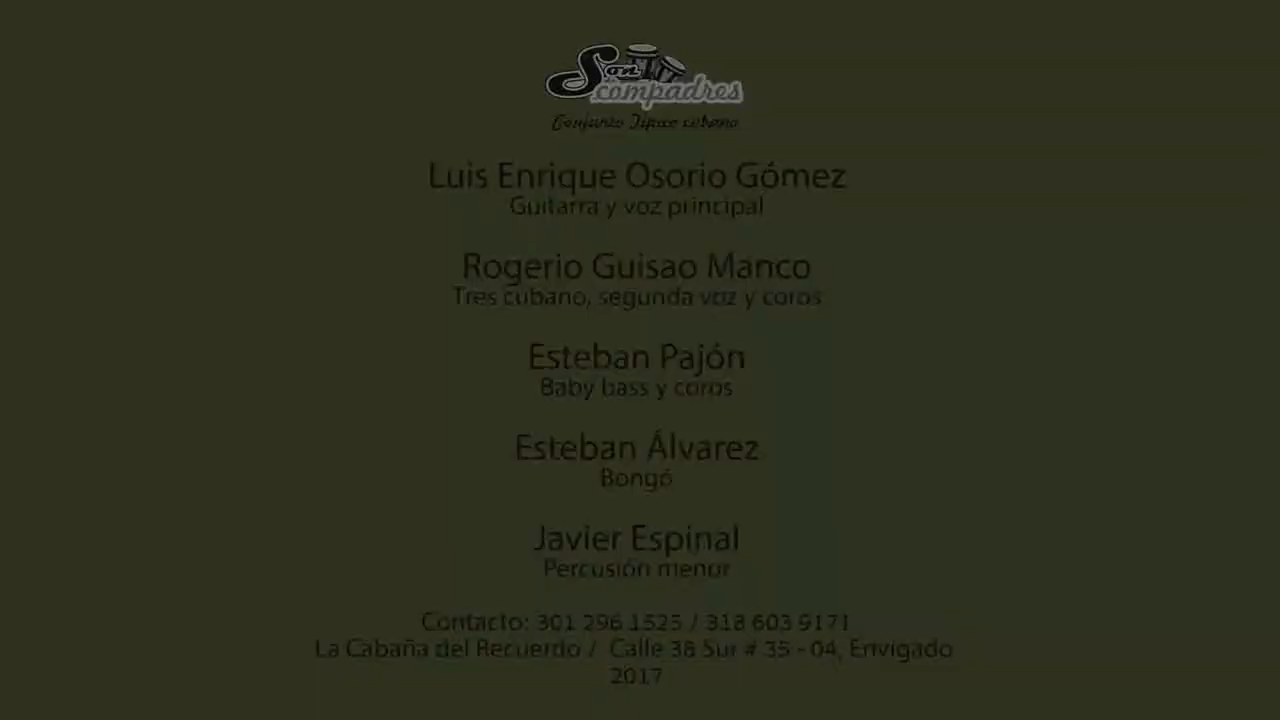 Son
compadres
Conjunto Típico cubano
Luis Enrique Osorio Gómez
Guitarra y voz principal
Rogerio Guisao Manco
Tres cubano, segunda voz y coros
Esteban Pajón
Baby bass y coros
Esteban Álvarez
Bongó
Javier Espinal
Percusión menor
Contacto: 301 296 1525 / 318 603 9171
La Cabaña del Recuerdo / Calle 38 Sur # 35 - 04, Envigado
2017